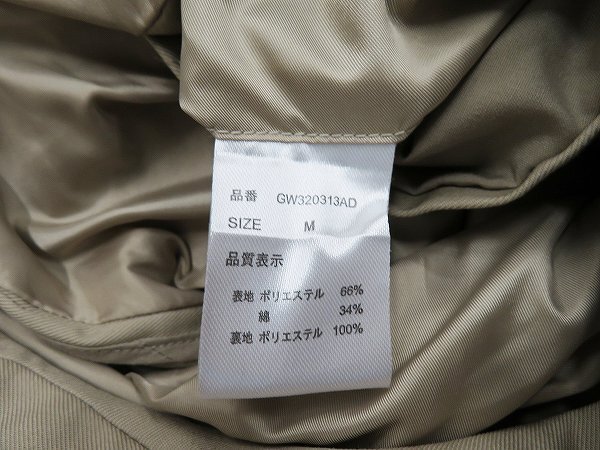 品番 GW320313AD
SIZE M
品質表示
表地 ポリエステル 66%
綿 34%
裏地 ポリエステル 100%